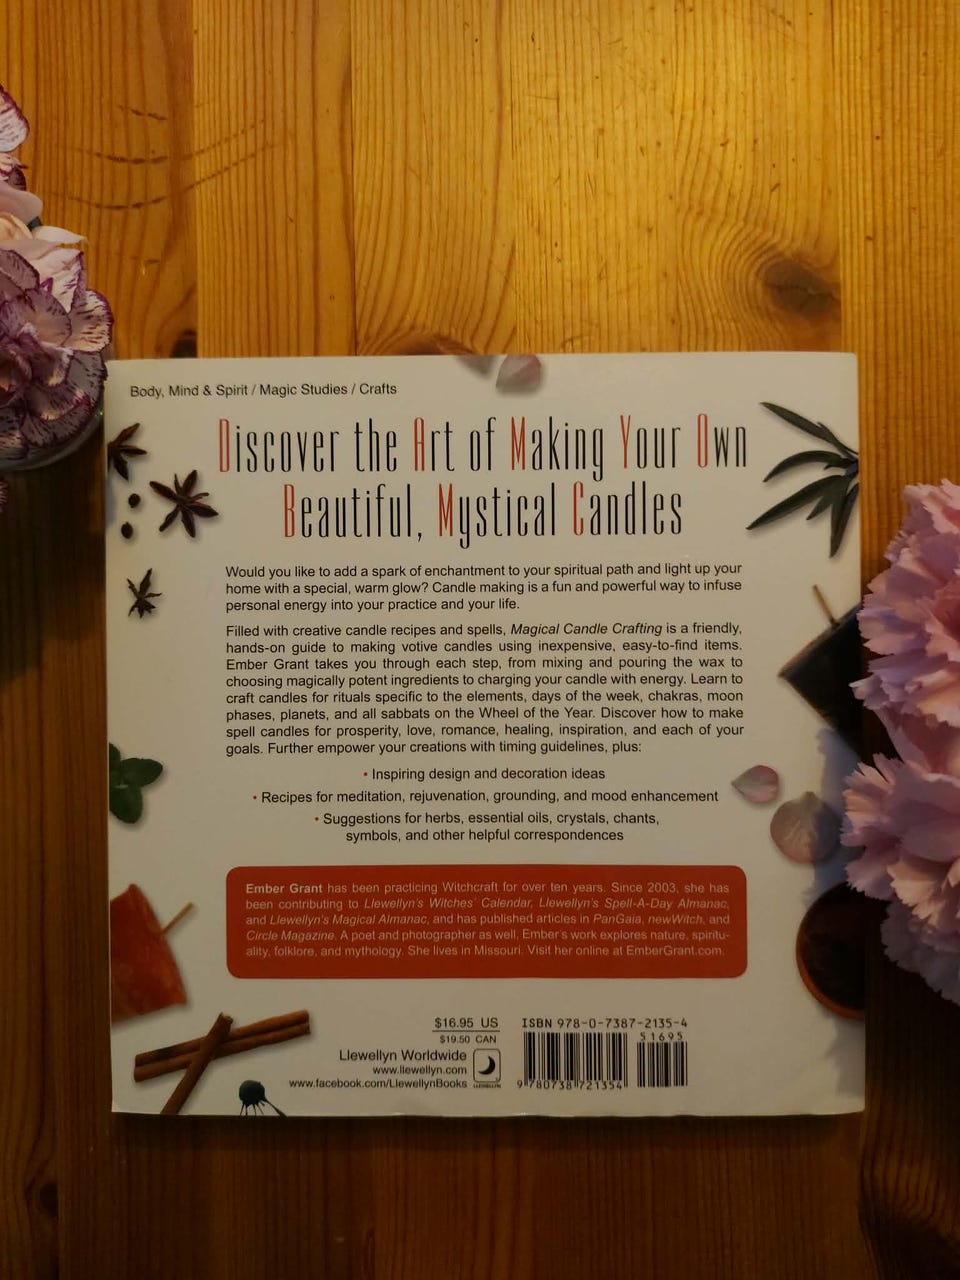 Body, Mind & Spirit / Magic Studies / Crafts
Discover the Art of Making Your Own
Beautiful, Mystical Candles
Would you like to add a spark of enchantment to your spiritual path and light up your
home with a special, warm glow? Candle making is a fun and powerful way to infuse
personal energy into your practice and your life.
Filled with creative candle recipes and spells, Magical Candle Crafting is a friendly,
hands-on guide to making votive candles using inexpensive, easy-to-find items.
Ember Grant takes you through each step, from mixing and pouring the wax to
choosing magically potent ingredients to charging your candle with energy. Learn to
craft candles for rituals specific to the elements, days of the week, chakras, moon
phases, planets, and all sabbats on the Wheel of the Year. Discover how to make
spell candles for prosperity, love, romance, healing, inspiration, and each of your
goals. Further empower your creations with timing guidelines, plus:
• Inspiring design and decoration ideas
• Recipes for meditation, rejuvenation, grounding, and mood enhancement
• Suggestions for herbs, essential oils, crystals, chants,
symbols, and other helpful correspondences
Ember Grant has been practicing Witchcraft for over ten years. Since 2003, she has
been contributing to Llewellyn's Witches' Calendar, Llewellyn's Spell-A-Day Almanac,
and Llewellyn's Magical Almanac, and has published articles in PanGaia, newWitch, and
Circle Magazine. A poet and photographer as well, Ember's work explores nature, spiritu-
ality, folklore, and mythology. She lives in Missouri. Visit her online at EmberGrant.com.
$16.95 US
$19.50 CAN
Llewellyn Worldwide
www.llewellyn.com
www.facebook.com/LlewellynBooks
LLEWELLYN
ISBN 978-0-7387-2135-4
51695
9 780738 721354